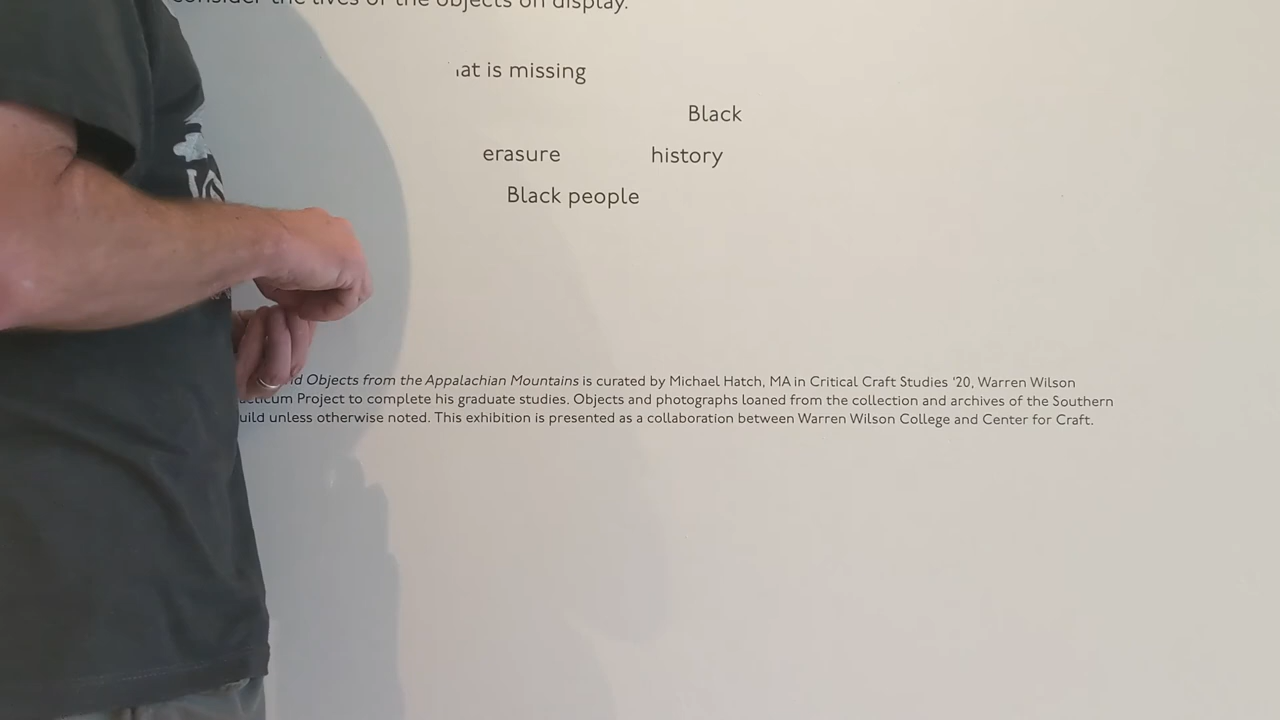 consider the lives of the objects on display.
at is missing
Black
erasure history
Black people
Objects from the Appalachian Mountains is curated by Michael Hatch, MA in Critical Craft Studies '20, Warren Wilson
Project to complete his graduate studies. Objects and photographs loaned from the collection and archives of the Southern
uild unless otherwise noted. This exhibition is presented as a collaboration between Warren Wilson College and Center for Craft.